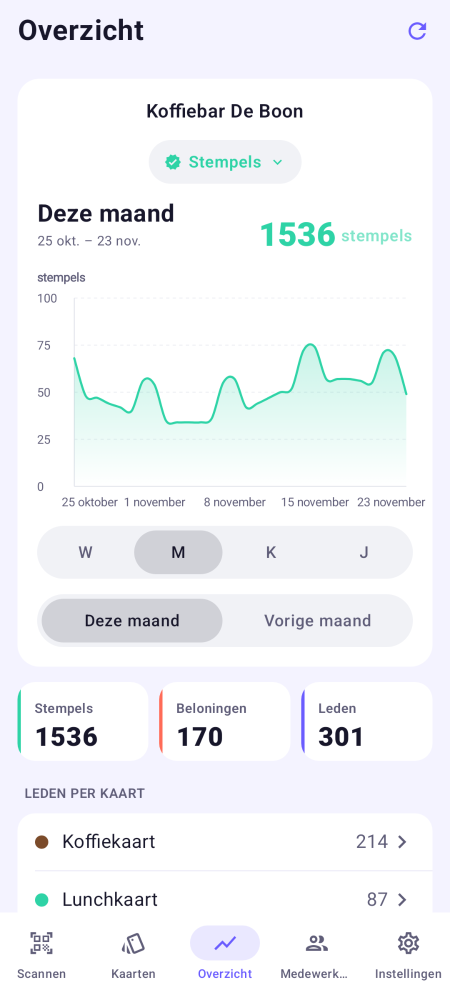 Overzicht
Koffiebar De Boon
Stempels
Deze maand
25 okt. – 23 nov.
1536 stempels
stempels
100
75
50
25
0
25 oktober 1 november 8 november 15 november 23 november
W M K J
Deze maand Vorige maand
Stempels Beloningen Leden
1536 170 301
LEDEN PER KAART
Koffiekaart 214
Lunchkaart 87
Scannen Kaarten Overzicht Medewerk... Instellingen